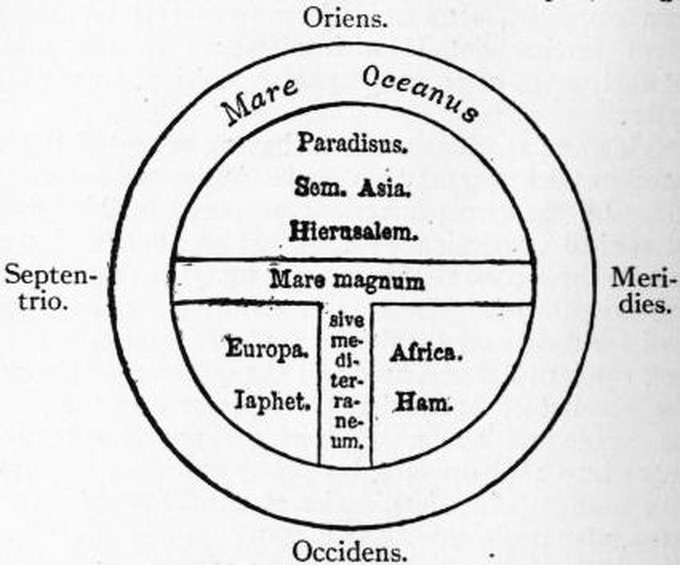 Oriens.
Mare Oceanus
Paradisus.
Sem. Asia.
Hierusalem.
Septen-
trio.
Mare magnum
Meri-
dies.
sive
me-
di-
ter-
ra-
ne-
um.
Europa.
Iaphet.
Africa.
Ham.
Occidens.